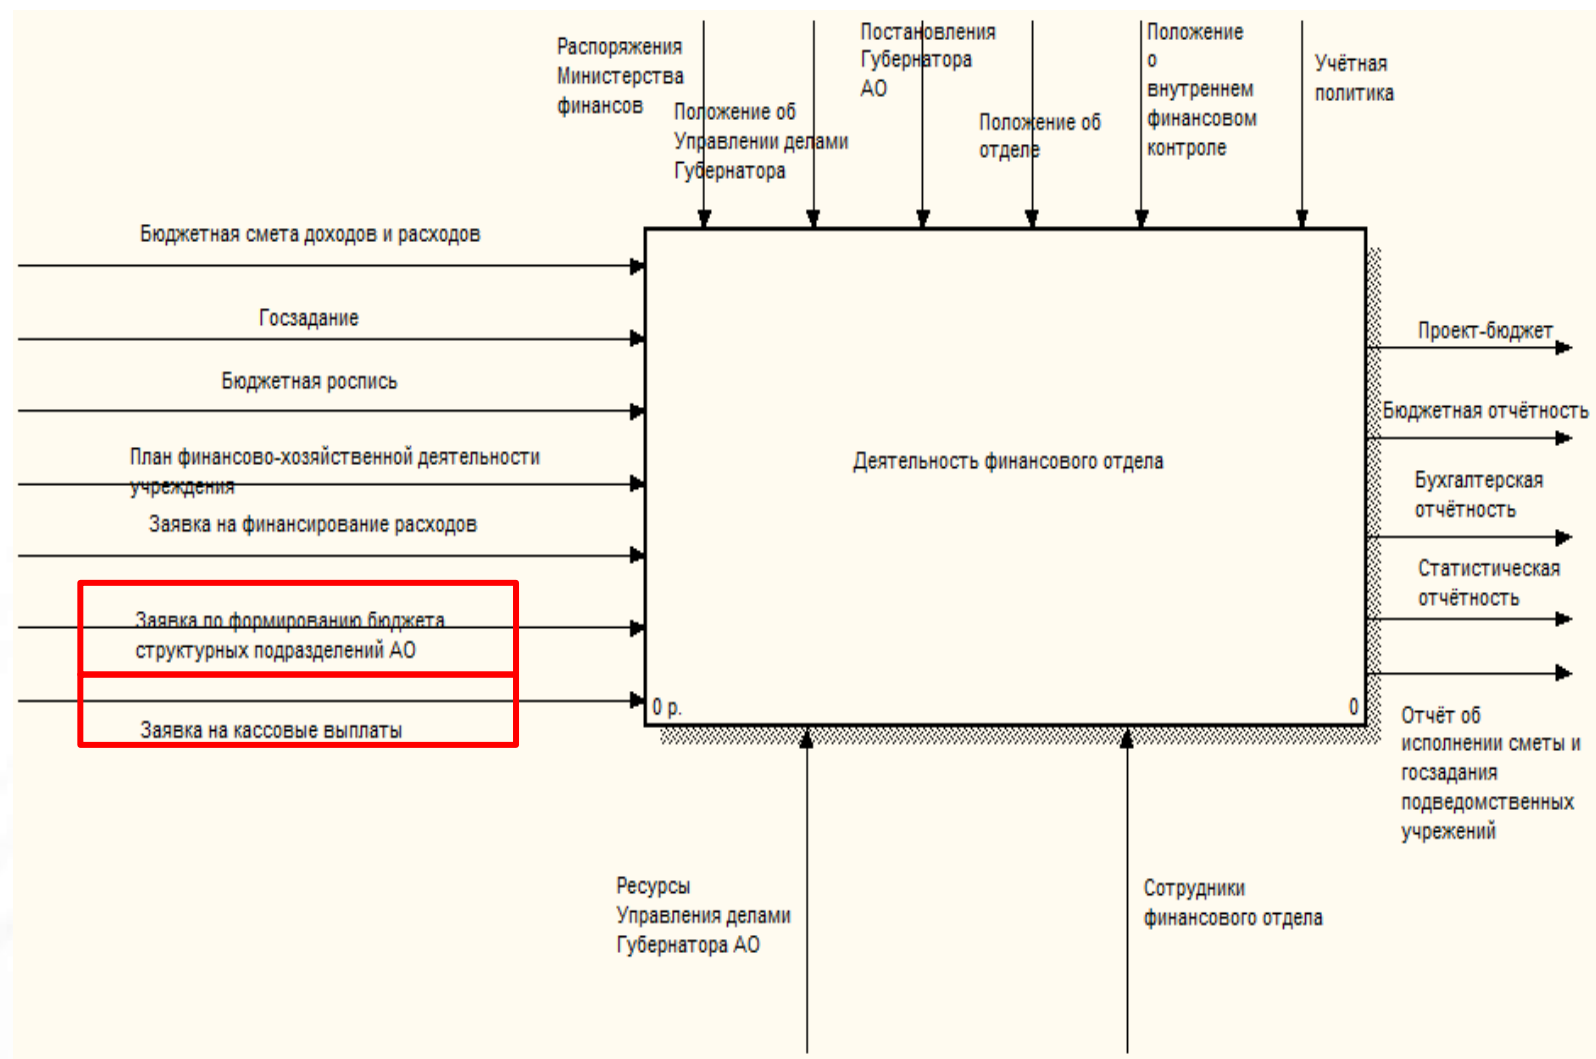 Распоряжения
Министерства
финансов
Положение об
Управлении делами
Губернатора
Постановления
Губернатора
АО
Положение об
отделе
Положение
о
внутреннем
финансовом
контроле
Учётная
политика
Бюджетная смета доходов и расходов
Госзадание
Бюджетная роспись
План финансово-хозяйственной деятельности
учреждения
Заявка на финансирование расходов
Заявка по формированию бюджета
структурных подразделений АО
Заявка на кассовые выплаты
Деятельность финансового отдела
0 р.
0
Проект-бюджет
Бюджетная отчётность
Бухгалтерская
отчётность
Статистическая
отчётность
Отчёт об
исполнении сметы и
госзадания
подведомственных
учрежений
Ресурсы
Управления делами
Губернатора АО
Сотрудники
финансового отдела